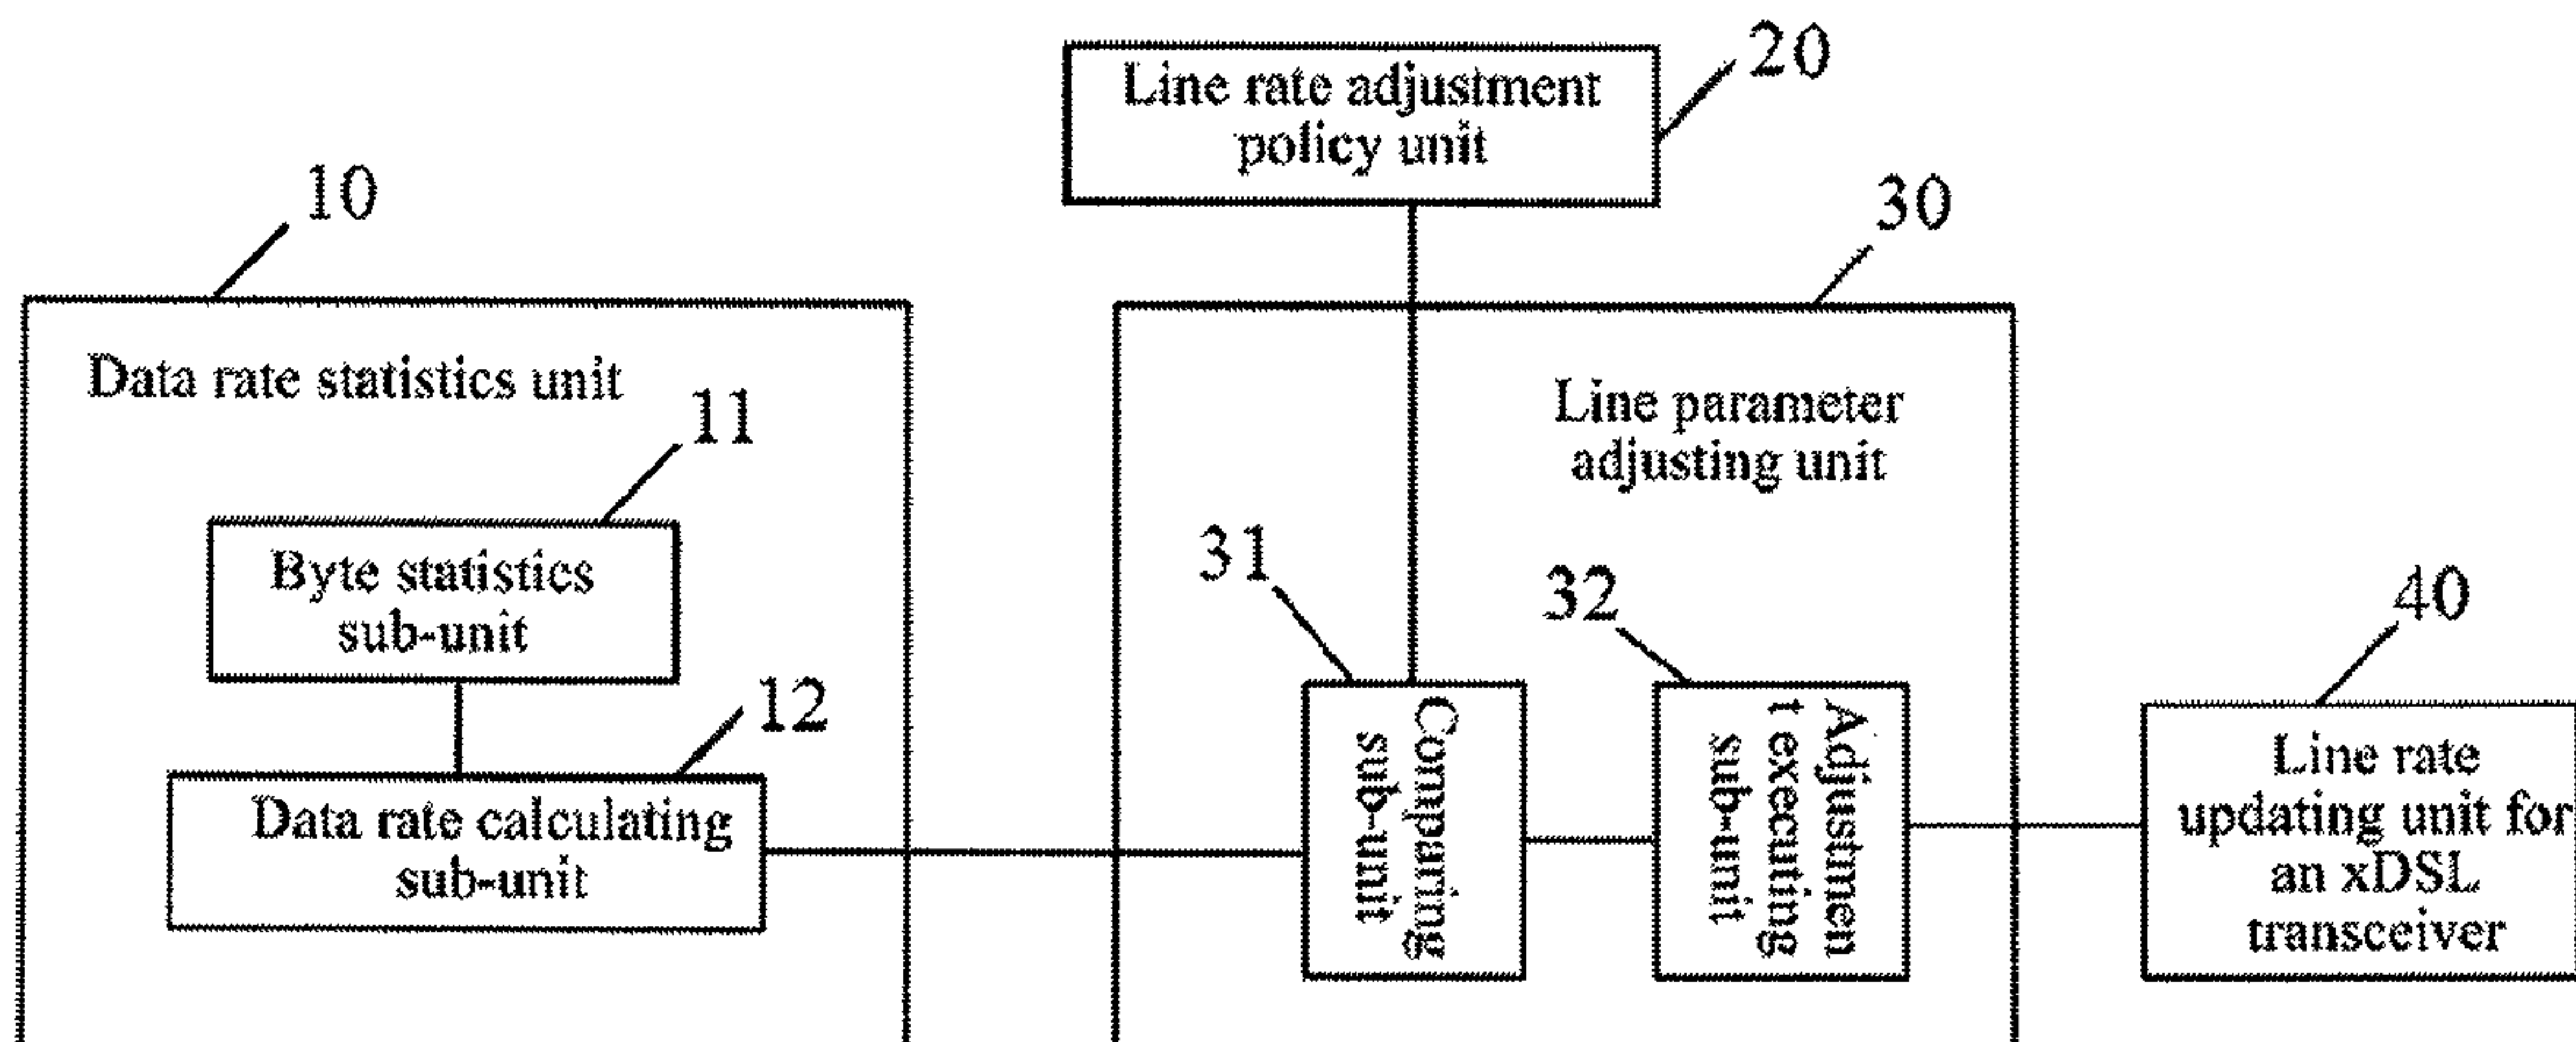 20
Line rate adjustment
policy unit
10
30
Data rate statistics unit
11
Line parameter
adjusting unit
Byte statistics
sub-unit
31
32
40
12
Data rate calculating
sub-unit
Comparing
sub-unit
Adjustmen
t executing
sub-unit
Line rate
updating unit for
an xDSL
transceiver